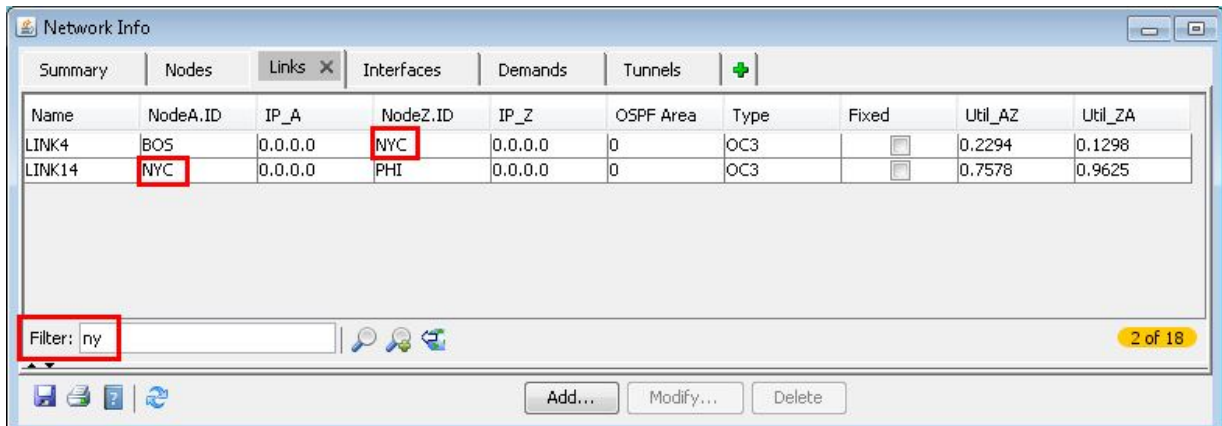 Network Info
Summary Nodes Links Interfaces Demands Tunnels
Name NodeA.ID IP_A NodeZ.ID IP_Z OSPF Area Type Fixed Util_AZ Util_ZA
LINK4 BOS 0.0.0.0 NYC 0.0.0.0 0 OC3 0.2294 0.1298
LINK14 NYC 0.0.0.0 PHI 0.0.0.0 0 OC3 0.7578 0.9625
Filter: ny 2 of 18
? Add... Modify... Delete